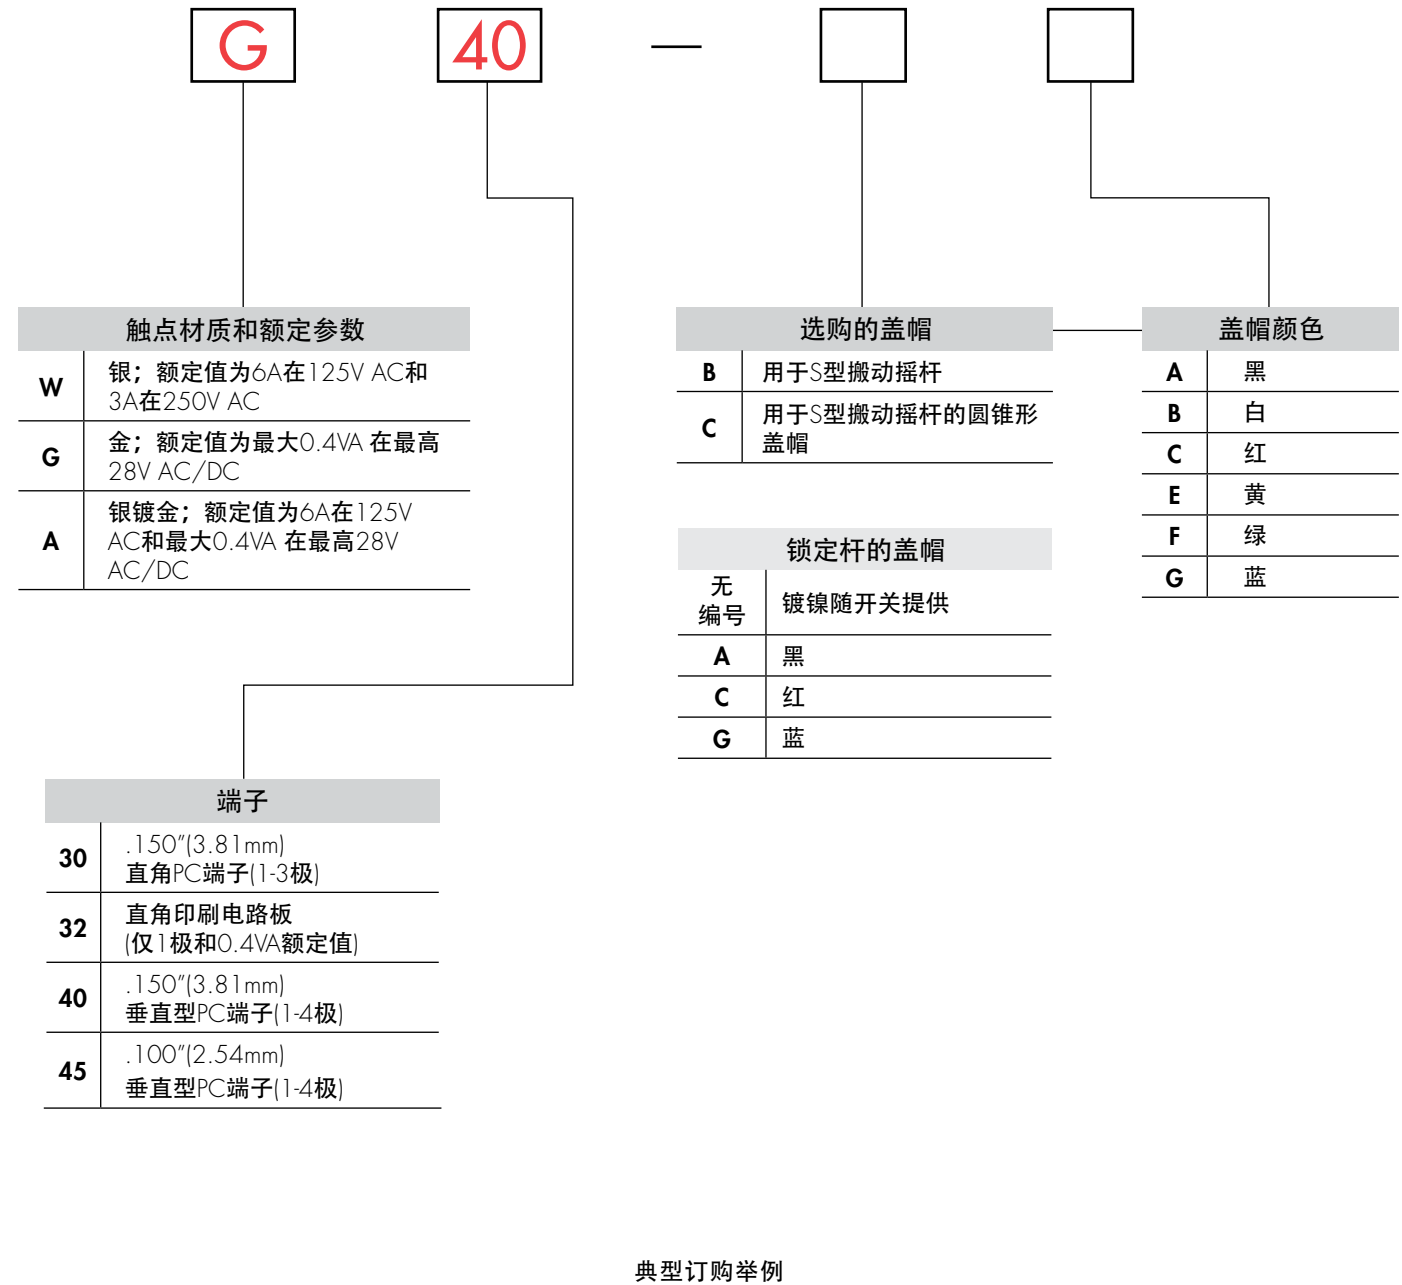 G 40 —
触点材质和额定参数
W 银；额定值为6A在125V AC和
3A在250V AC
G 金；额定值为最大0.4VA 在最高
28V AC/DC
A 银镀金；额定值为6A在125V
AC和最大0.4VA 在最高28V
AC/DC
选购的盖帽
B 用于S型搬动摇杆
C 用于S型搬动摇杆的圆锥形
盖帽
盖帽颜色
A 黑
B 白
C 红
E 黄
F 绿
G 蓝
锁定杆的盖帽
无
编号 镀镍随开关提供
A 黑
C 红
G 蓝
端子
30 .150”(3.81mm)
直角PC端子(1-3极)
32 直角印刷电路板
(仅1极和0.4VA额定值)
40 .150”(3.81mm)
垂直型PC端子(1-4极)
45 .100”(2.54mm)
垂直型PC端子(1-4极)
典型订购举例